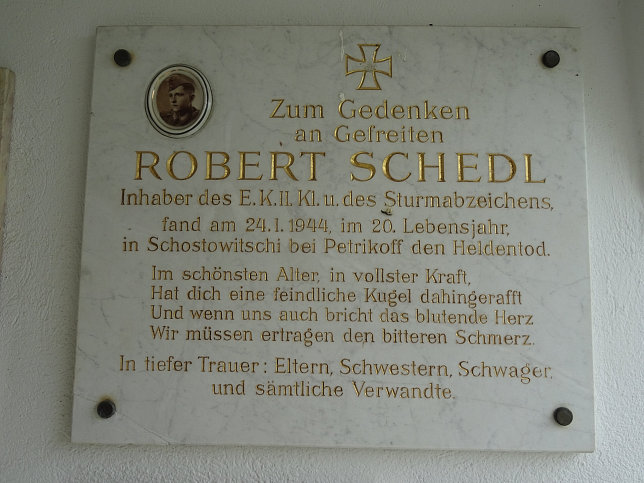 Zum Gedenken
an Gefreiten
ROBERT SCHEDL
Inhaber des E.K.II.Kl.u.des Sturmabzeichens,
fand am 24.I.1944, im 20. Lebensjahr,
in Schostowitschi bei Petrikoff den Heldentod.
Im schönsten Alter, in vollster Kraft,
Hat dich eine feindliche Kugel dahingerafft
Und wenn uns auch bricht das blutende Herz
Wir müssen ertragen den bitteren Schmerz.
In tiefer Trauer: Eltern, Schwestern, Schwager,
und sämtliche Verwandte.